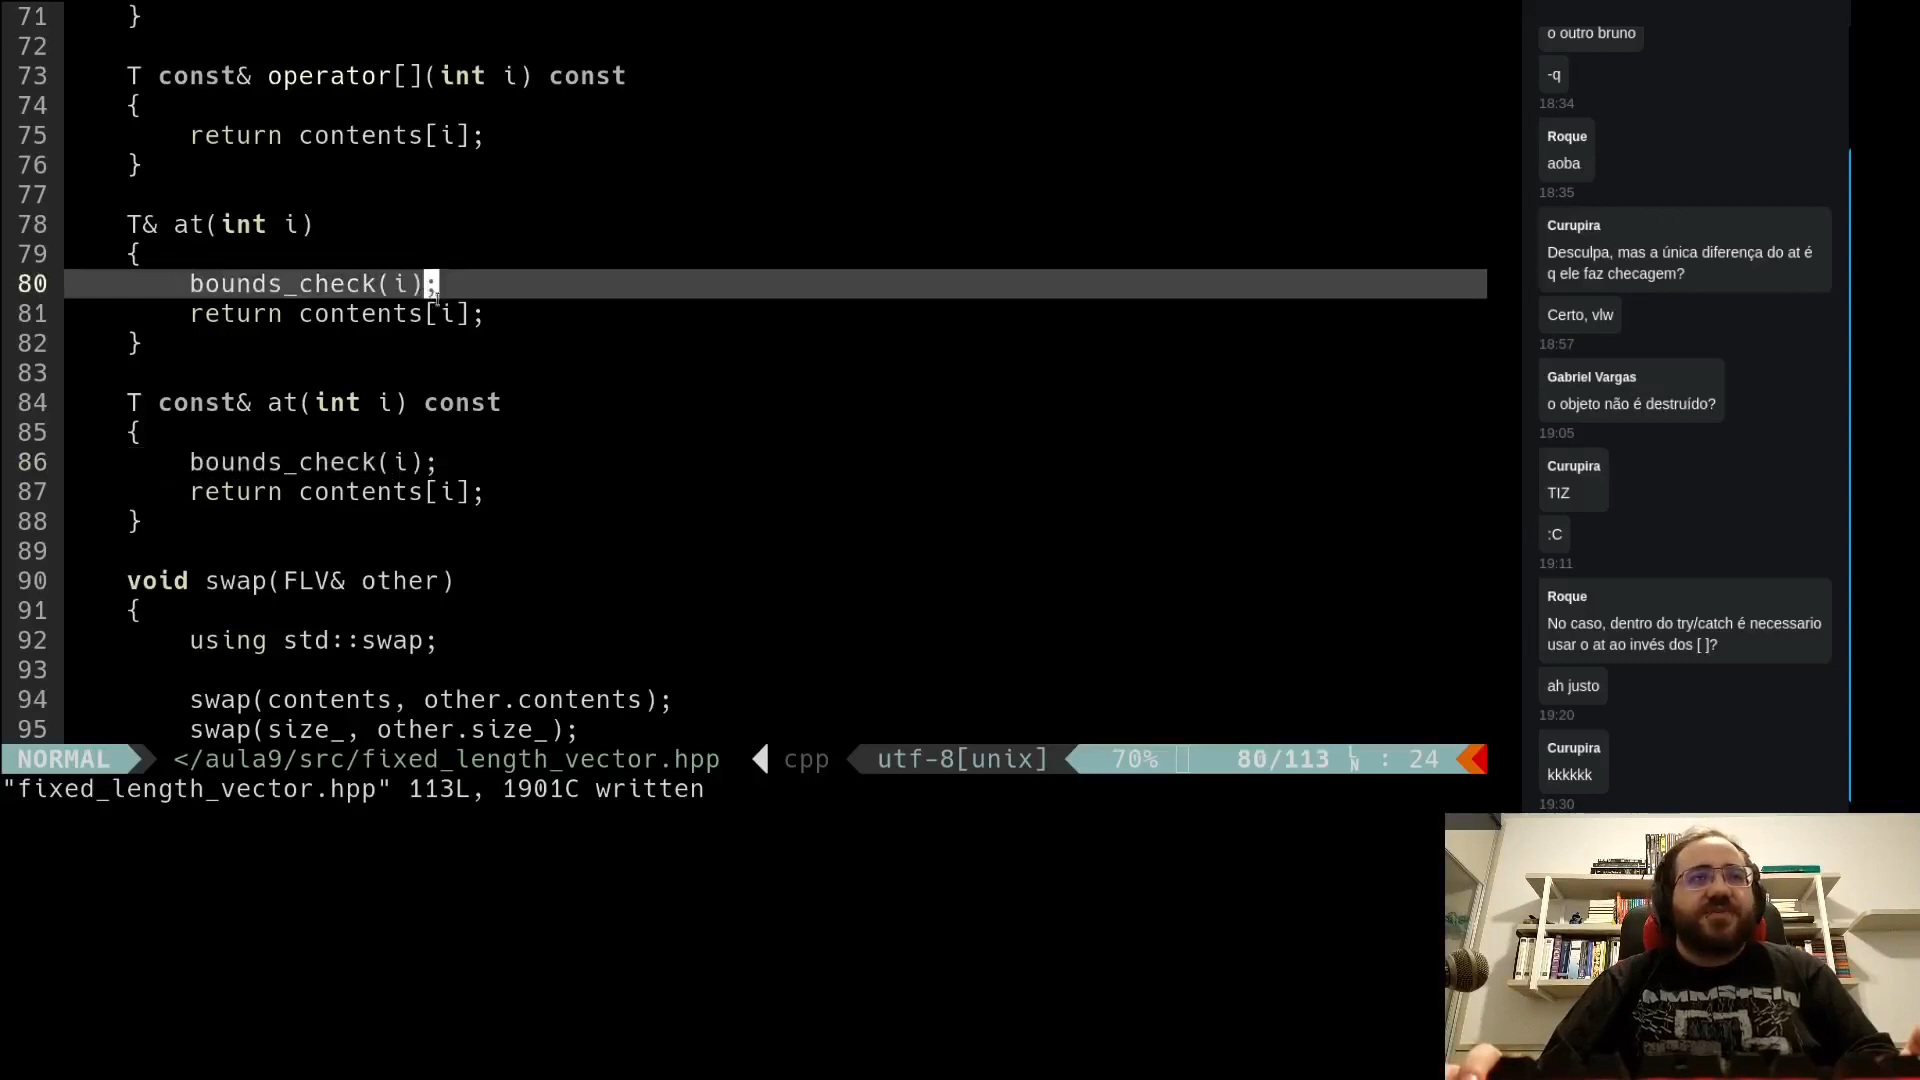 71     }
72
73     T const& operator[](int i) const
74     {
75         return contents[i];
76     }
77
78     T& at(int i)
79     {
80         bounds_check(i);
81         return contents[i];
82     }
83
84     T const& at(int i) const
85     {
86         bounds_check(i);
87         return contents[i];
88     }
89
90     void swap(FLV& other)
91     {
92         using std::swap;
93
94         swap(contents, other.contents);
95         swap(size_, other.size_);
NORMAL </aula9/src/fixed_length_vector.hpp cpp utf-8[unix] 70% 80/113 LN : 24
"fixed_length_vector.hpp" 113L, 1901C written
o outro bruno
-q
18:34
Roque
aoba
18:35
Curupira
Desculpa, mas a única diferença do at é
q ele faz checagem?
Certo, vlw
18:57
Gabriel Vargas
o objeto não é destruído?
19:05
Curupira
TIZ
:C
19:11
Roque
No caso, dentro do try/catch é necessario
usar o at ao invés dos [ ]?
ah justo
19:20
Curupira
kkkkkk
19:30
RAMMSTEIN